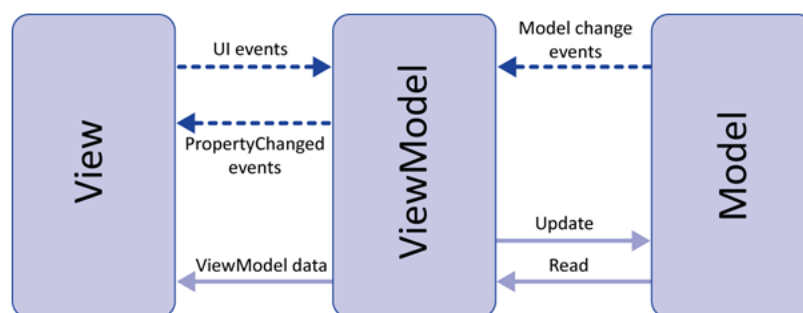 View
UI events
PropertyChanged
events
ViewModel data
ViewModel
Model change
events
Update
Read
Model